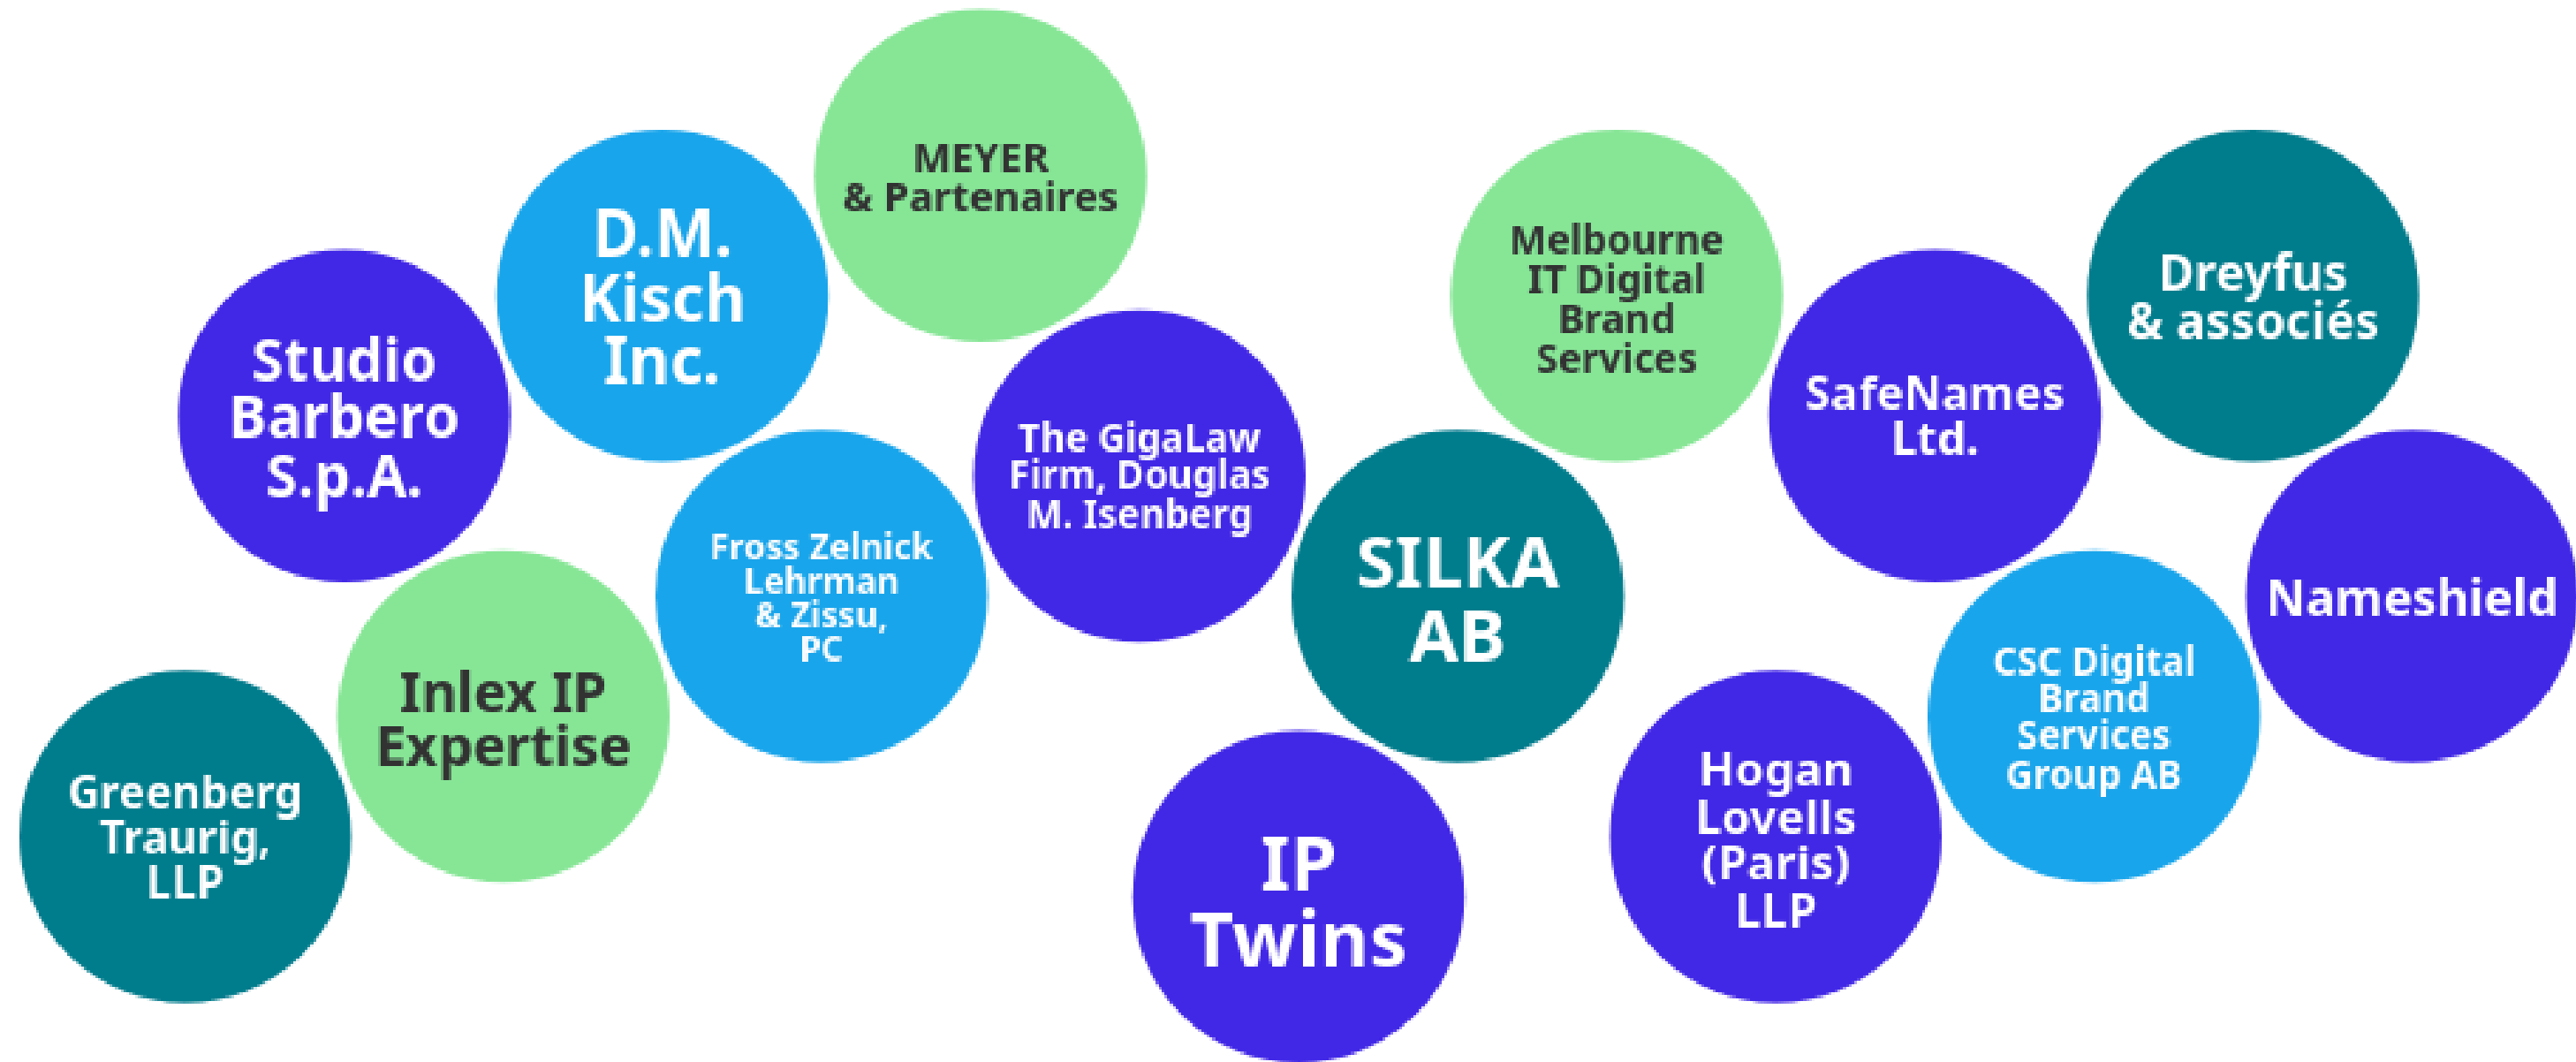 MEYER
& Partenaires
D.M.
Kisch
Inc.
Melbourne
IT Digital
Brand
Services
Dreyfus
& associés
Studio
Barbero
S.p.A.
SafeNames
Ltd.
The GigaLaw
Firm, Douglas
M. Isenberg
Fross Zelnick
Lehrman
& Zissu,
PC
SILKA
AB
Nameshield
Inlex IP
Expertise
CSC Digital
Brand
Services
Group AB
Greenberg
Traurig,
LLP
Hogan
Lovells
(Paris)
LLP
IP
Twins